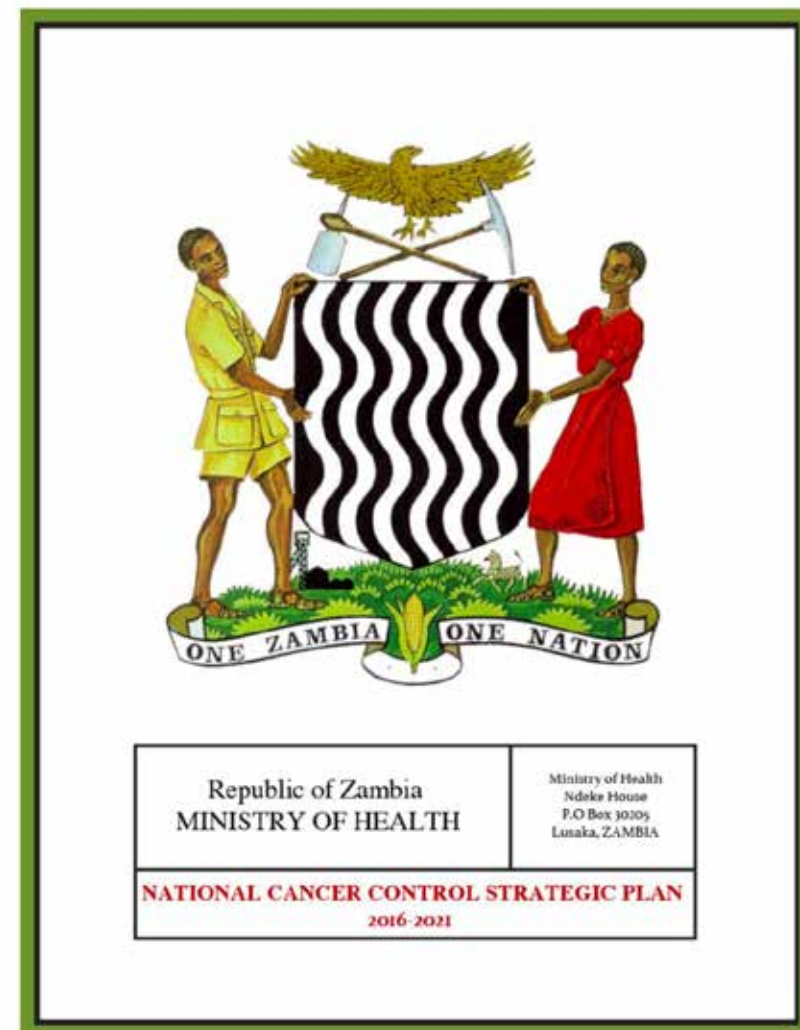 ONE ZAMBIA ONE NATION
Republic of Zambia
MINISTRY OF HEALTH
Ministry of Health
Ndeke House
P.O Box 30205
Lusaka, ZAMBIA
NATIONAL CANCER CONTROL STRATEGIC PLAN
2016-2021